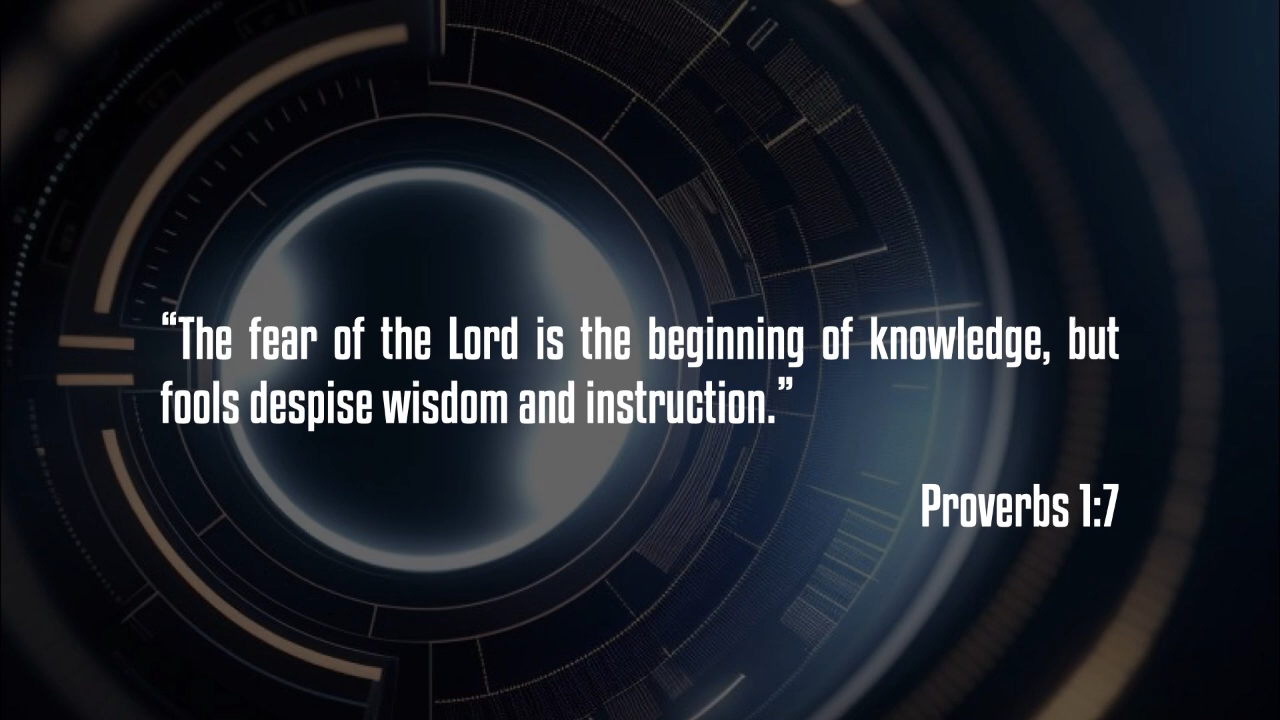 “The fear of the Lord is the beginning of knowledge, but
fools despise wisdom and instruction.”
Proverbs 1:7